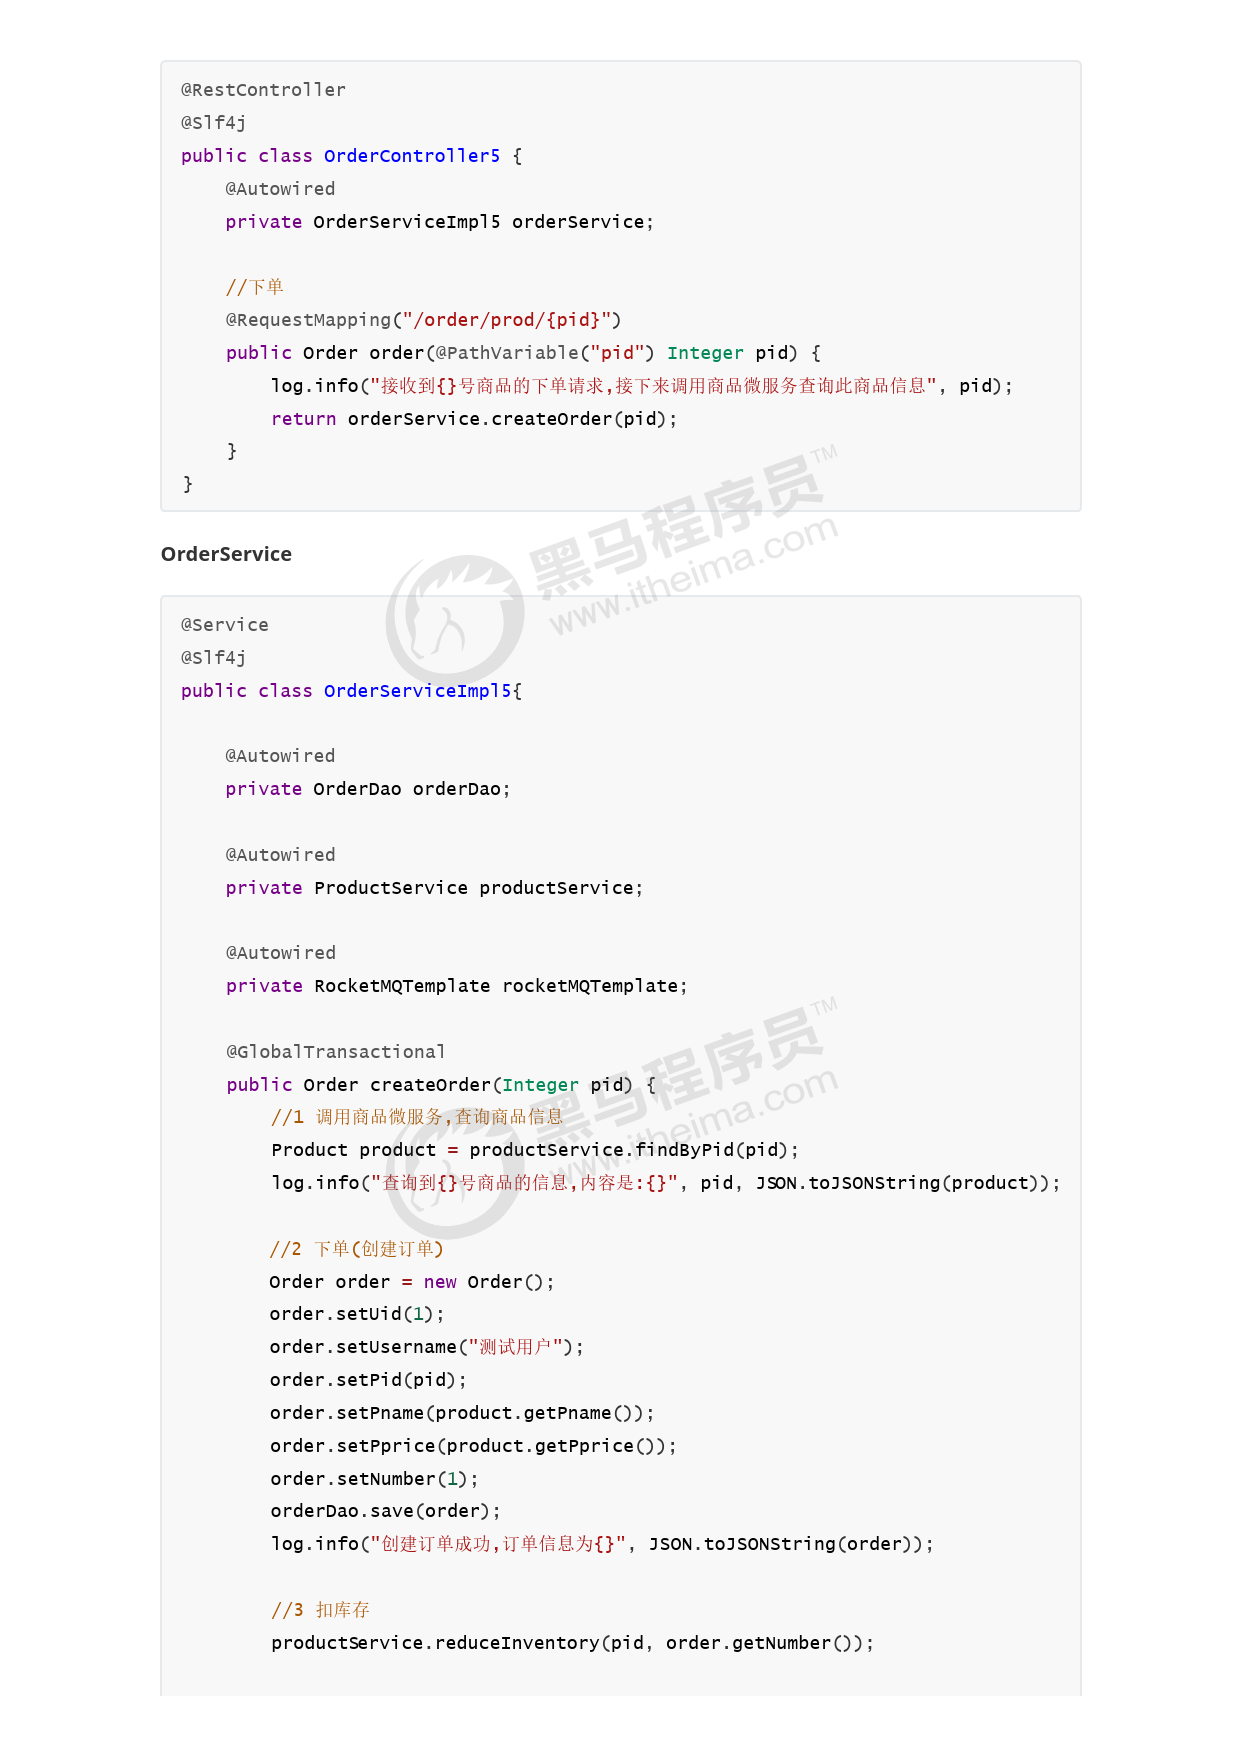 @RestController
@Slf4j
public class OrderController5 {
    @Autowired
    private OrderServiceImpl5 orderService;

    //下单
    @RequestMapping("/order/prod/{pid}")
    public Order order(@PathVariable("pid") Integer pid) {
        log.info("接收到{}号商品的下单请求,接下来调用商品微服务查询此商品信息", pid);
        return orderService.createOrder(pid);
    }
}
黑马程序员™
www.itheima.com
OrderService
@Service
@Slf4j
public class OrderServiceImpl5{

    @Autowired
    private OrderDao orderDao;

    @Autowired
    private ProductService productService;

    @Autowired
    private RocketMQTemplate rocketMQTemplate;

    @GlobalTransactional
    public Order createOrder(Integer pid) {
        //1 调用商品微服务,查询商品信息
        Product product = productService.findByPid(pid);
        log.info("查询到{}号商品的信息,内容是:{}", pid, JSON.toJSONString(product));
黑马程序员™
www.itheima.com

        //2 下单(创建订单)
        Order order = new Order();
        order.setUid(1);
        order.setUsername("测试用户");
        order.setPid(pid);
        order.setPname(product.getPname());
        order.setPprice(product.getPprice());
        order.setNumber(1);
        orderDao.save(order);
        log.info("创建订单成功,订单信息为{}", JSON.toJSONString(order));

        //3 扣库存
        productService.reduceInventory(pid, order.getNumber());